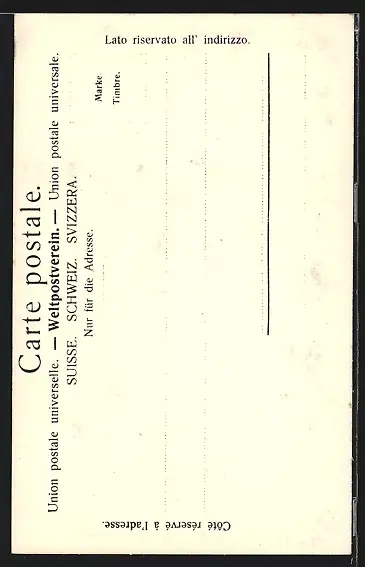 Carte postale.
Union postale universelle. — Weltpostverein. — Union postale universale.
SUISSE. SCHWEIZ. SVIZZERA.
Nur für die Adresse.
Marke
Timbre.
Lato riservato all' indirizzo.
Côté réservé à l'adresse.